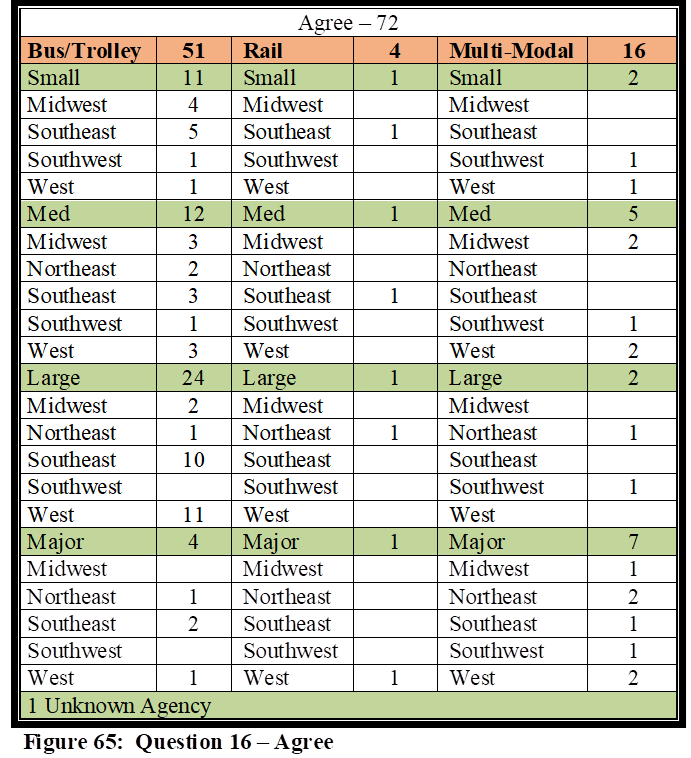 Agree – 72
Bus/Trolley 51 Rail 4 Multi-Modal 16
Small 11 Small 1 Small 2
Midwest 4 Midwest Midwest
Southeast 5 Southeast 1 Southeast
Southwest 1 Southwest Southwest 1
West 1 West West 1
Med 12 Med 1 Med 5
Midwest 3 Midwest Midwest 2
Northeast 2 Northeast Northeast
Southeast 3 Southeast 1 Southeast
Southwest 1 Southwest Southwest 1
West 3 West West 2
Large 24 Large 1 Large 2
Midwest 2 Midwest Midwest
Northeast 1 Northeast 1 Northeast 1
Southeast 10 Southeast Southeast
Southwest Southwest Southwest 1
West 11 West West
Major 4 Major 1 Major 7
Midwest Midwest Midwest 1
Northeast 1 Northeast Northeast 2
Southeast 2 Southeast Southeast 1
Southwest Southwest Southwest 1
West 1 West 1 West 2
1 Unknown Agency
Figure 65:  Question 16 – Agree